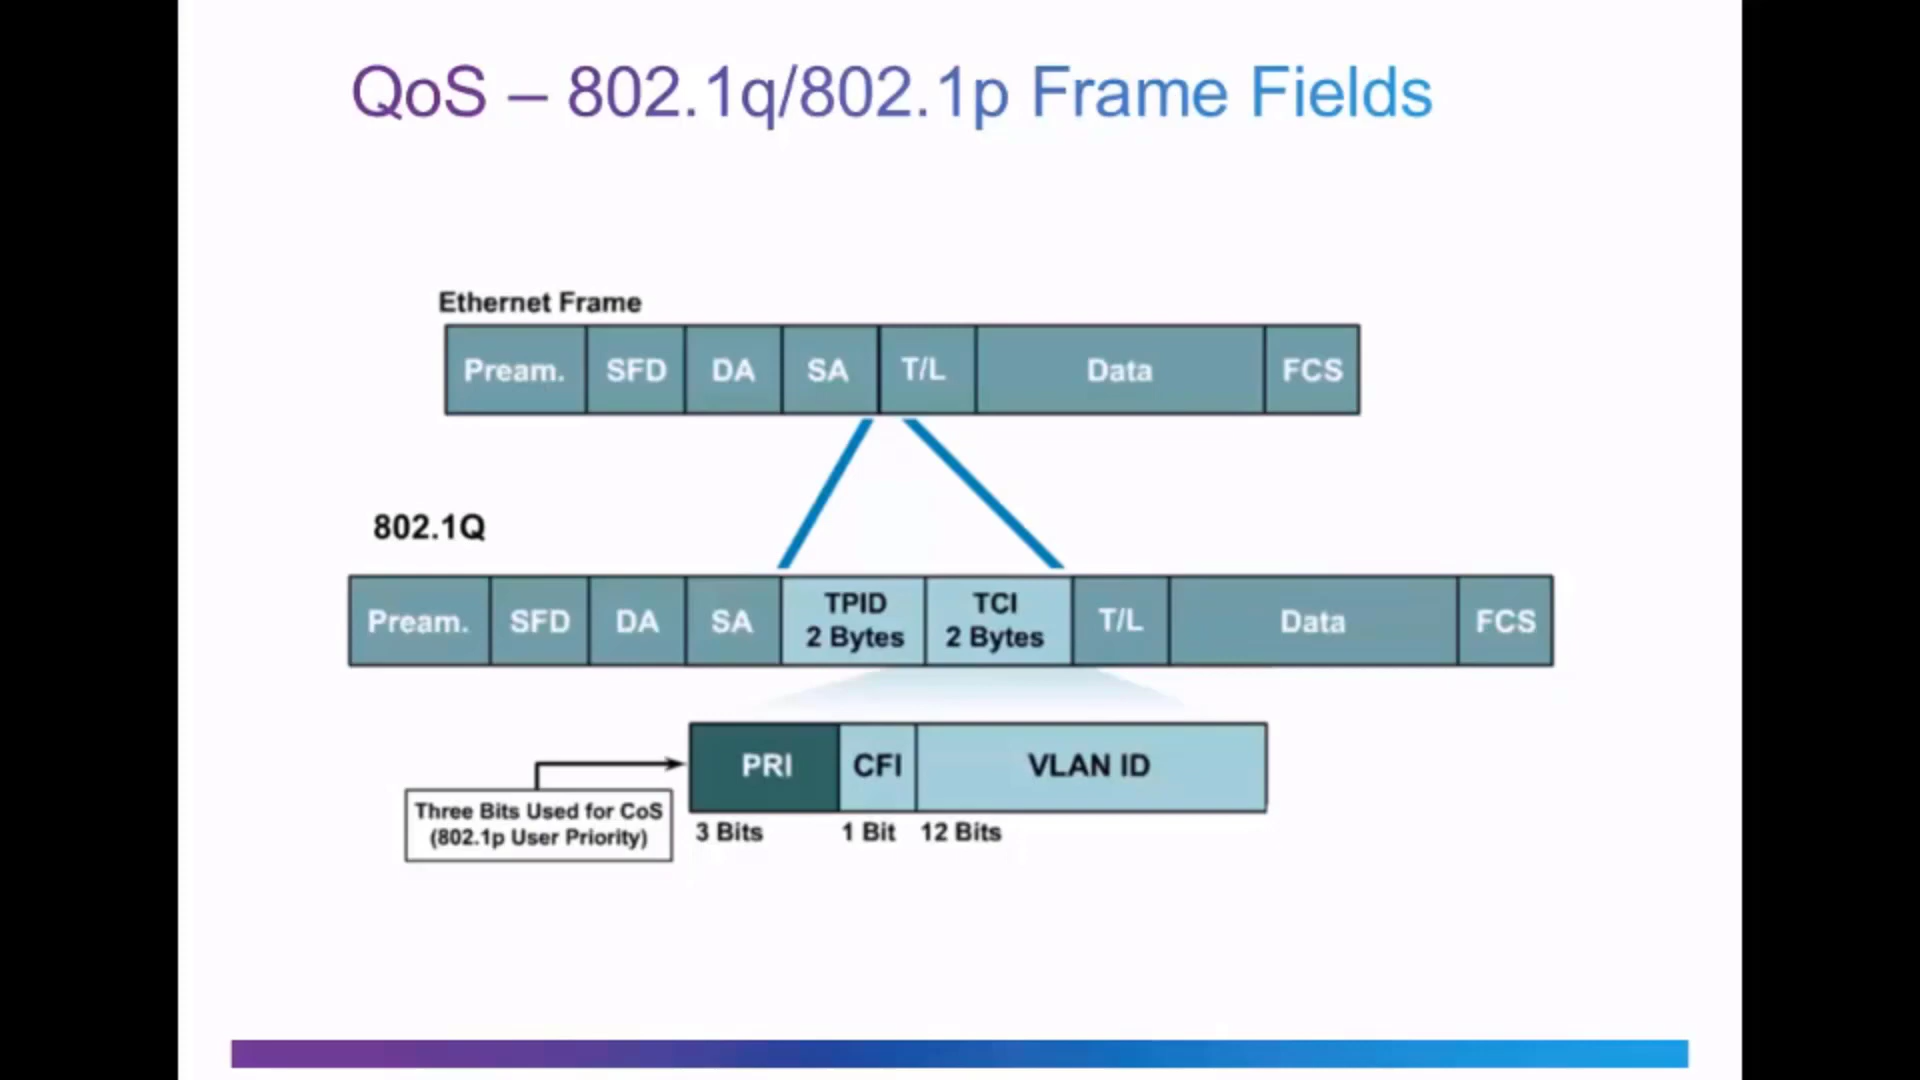 QoS – 802.1q/802.1p Frame Fields
Ethernet Frame
Pream. SFD DA SA T/L Data FCS
802.1Q
Pream. SFD DA SA TPID 2 Bytes TCI 2 Bytes T/L Data FCS
PRI CFI VLAN ID
3 Bits 1 Bit 12 Bits
Three Bits Used for CoS
(802.1p User Priority)